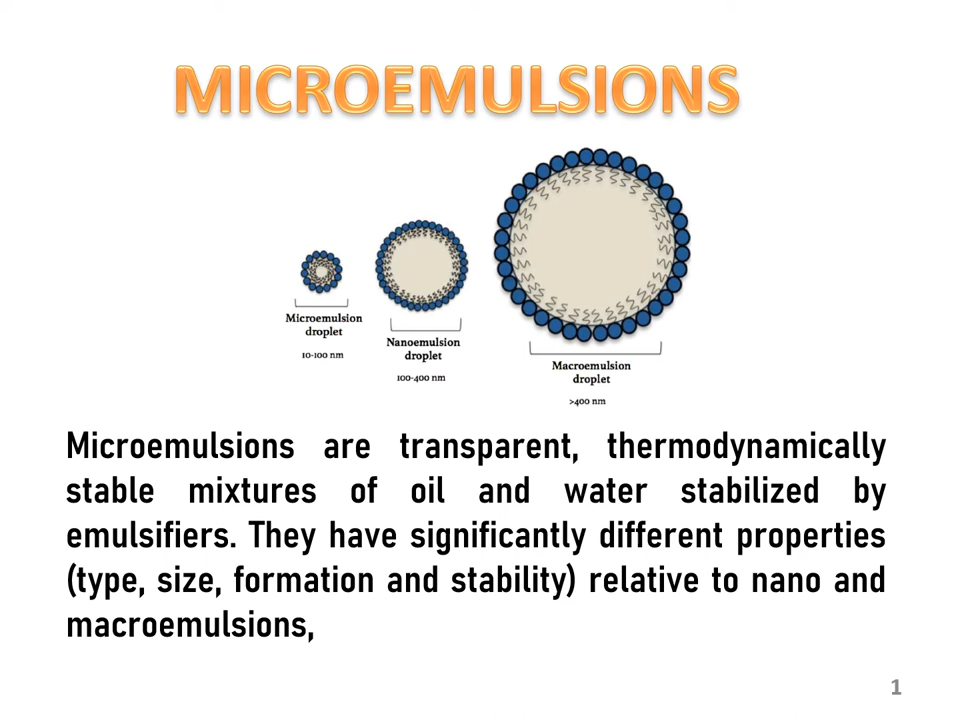 MICROEMULSIONS
Microemulsion
droplet
10-100 nm
Nanoemulsion
droplet
100-400 nm
Macroemulsion
droplet
>400 nm
Microemulsions are transparent, thermodynamically
stable mixtures of oil and water stabilized by
emulsifiers. They have significantly different properties
(type, size, formation and stability) relative to nano and
macroemulsions,
1